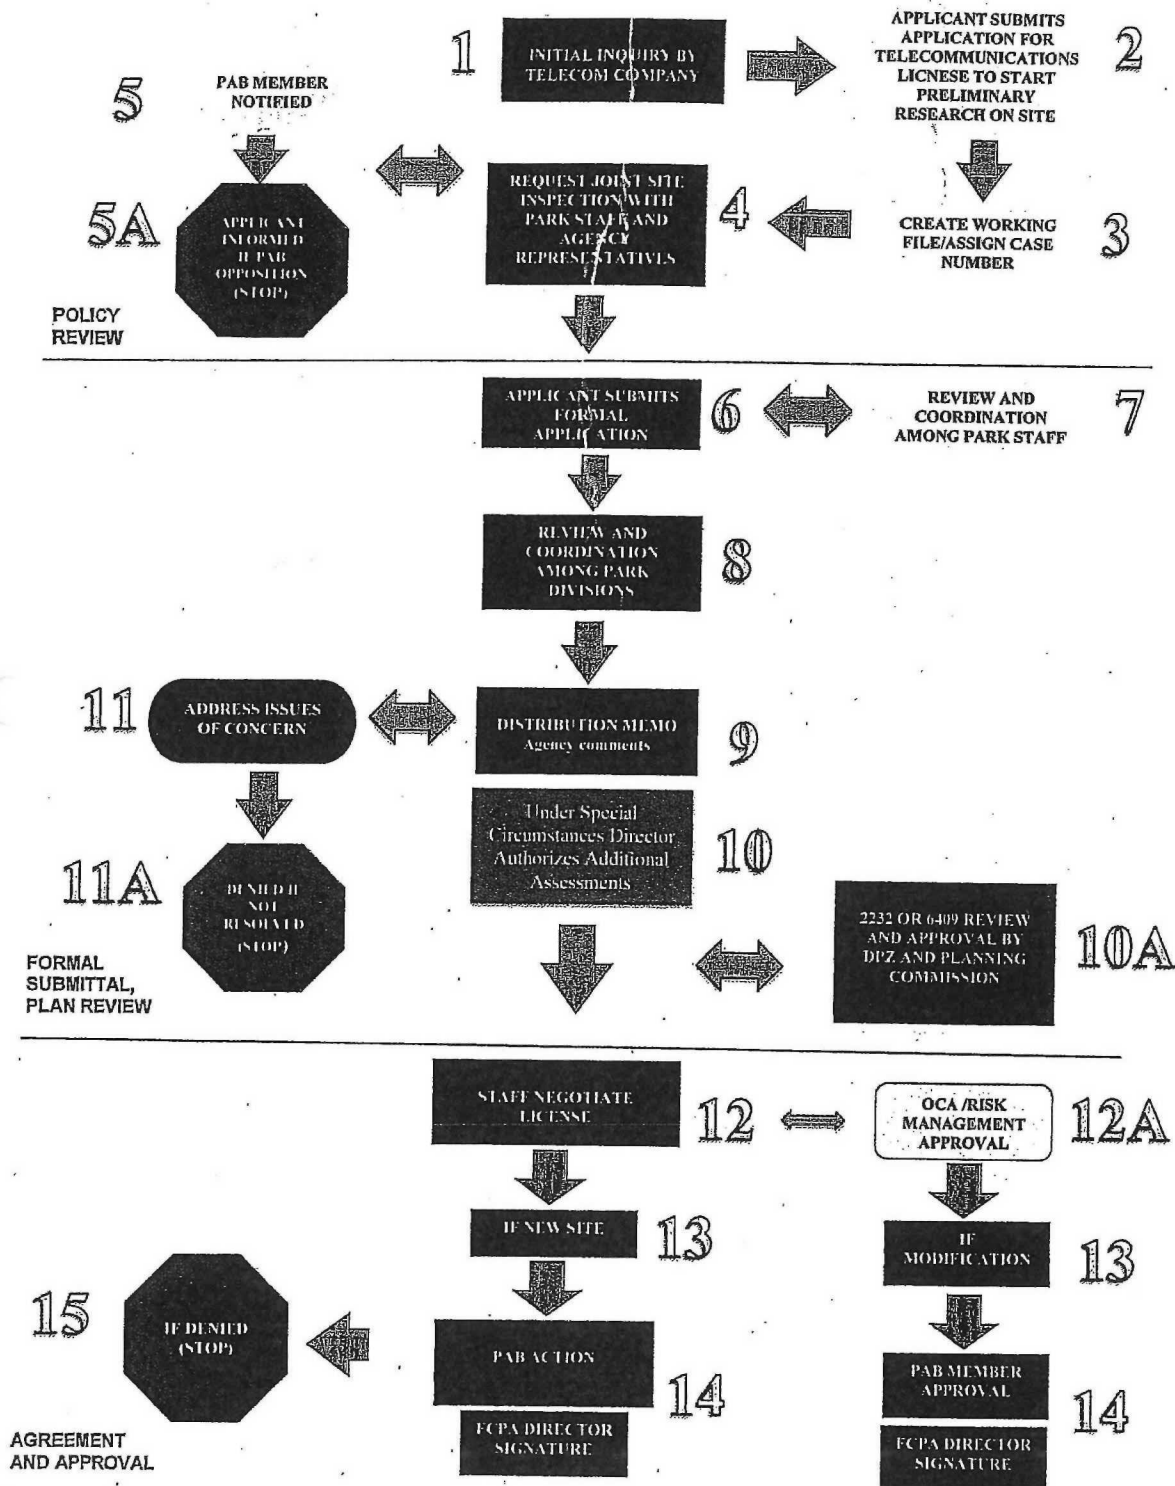 1
INITIAL INQUIRY BY
TELECOM COMPANY
APPLICANT SUBMITS
APPLICATION FOR
TELECOMMUNICATIONS
LICNESE TO START
PRELIMINARY
RESEARCH ON SITE
2
5
PAB MEMBER
NOTIFIED
5A
APPLICANT
INFORMED
IF PAB
OPPOSITION
(STOP)
REQUEST JOINT SITE
INSPECTION WITH
PARK STAFF AND
AGENCY
REPRESENTATIVES
4
CREATE WORKING
FILE/ASSIGN CASE
NUMBER
3
POLICY
REVIEW
APPLICANT SUBMITS
FORMAL
APPLICATION
6
REVIEW AND
COORDINATION
AMONG PARK STAFF
7
REVIEW AND
COORDINATION
AMONG PARK
DIVISIONS
8
11
ADDRESS ISSUES
OF CONCERN
DISTRIBUTION MEMO
Agency comments
9
Under Special
Circumstances Director
Authorizes Additional
Assessments
10
11A
DENIED IF
NOT
RESOLVED
(STOP)
2232 OR 6409 REVIEW
AND APPROVAL BY
DPZ AND PLANNING
COMMISSION
10A
FORMAL
SUBMITTAL,
PLAN REVIEW
STAFF NEGOTIATE
LICENSE
12
OCA /RISK
MANAGEMENT
APPROVAL
12A
IF NEW SITE
13
IF
MODIFICATION
13
15
IF DENIED
(STOP)
PAB ACTION
FCPA DIRECTOR
SIGNATURE
14
PAB MEMBER
APPROVAL
FCPA DIRECTOR
SIGNATURE
14
AGREEMENT
AND APPROVAL